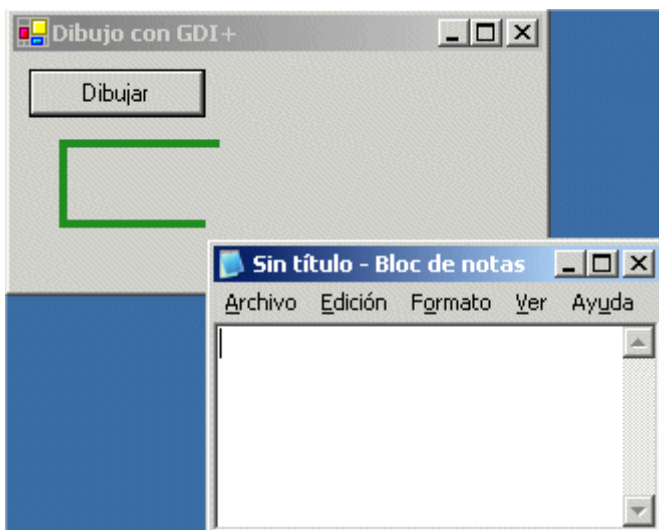 Dibujo con GDI+
Dibujar
Sin título - Bloc de notas
Archivo Edición Formato Ver Ayuda